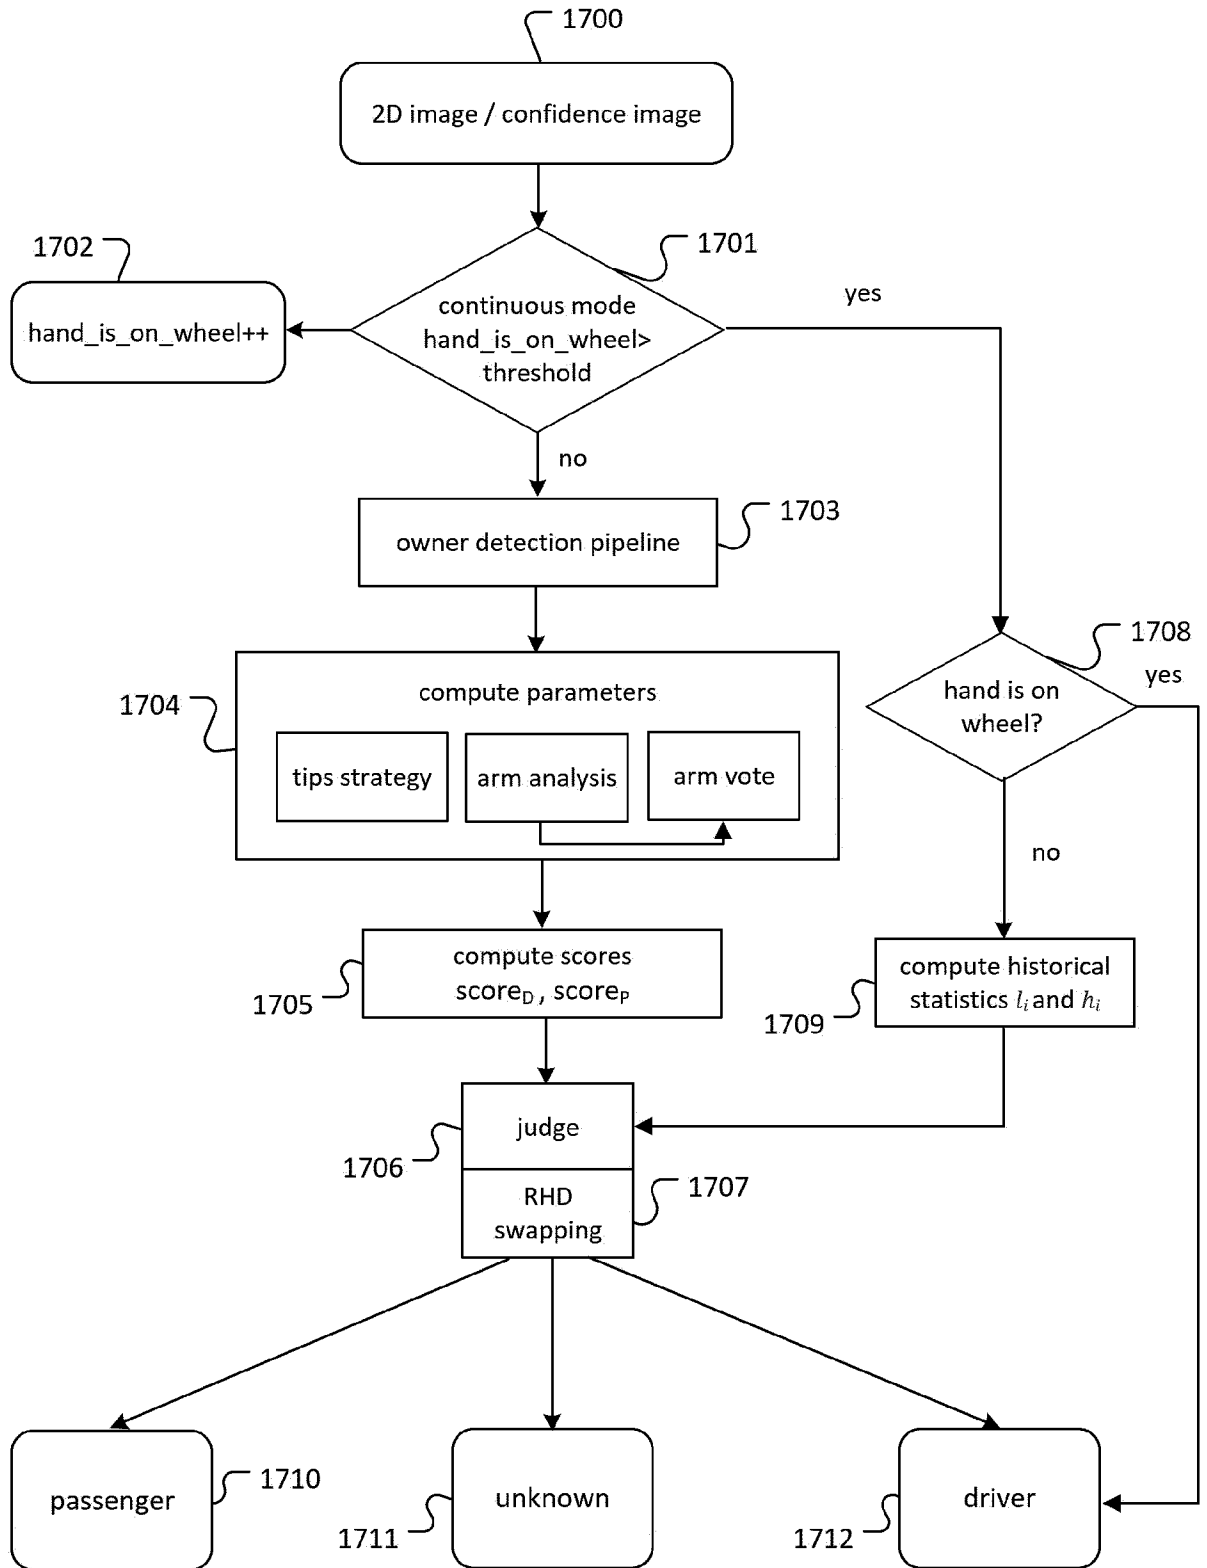 1700
2D image / confidence image
1702
1701
yes
continuous mode
hand_is_on_wheel>
threshold
hand_is_on_wheel++
no
1703
owner detection pipeline
1708
yes
hand is on
wheel?
1704
compute parameters
tips strategy
arm analysis
arm vote
no
compute scores
score_D , score_P
1705
compute historical
statistics l_i and h_i
1709
judge
1706
RHD
swapping
1707
passenger
1710
unknown
1711
driver
1712